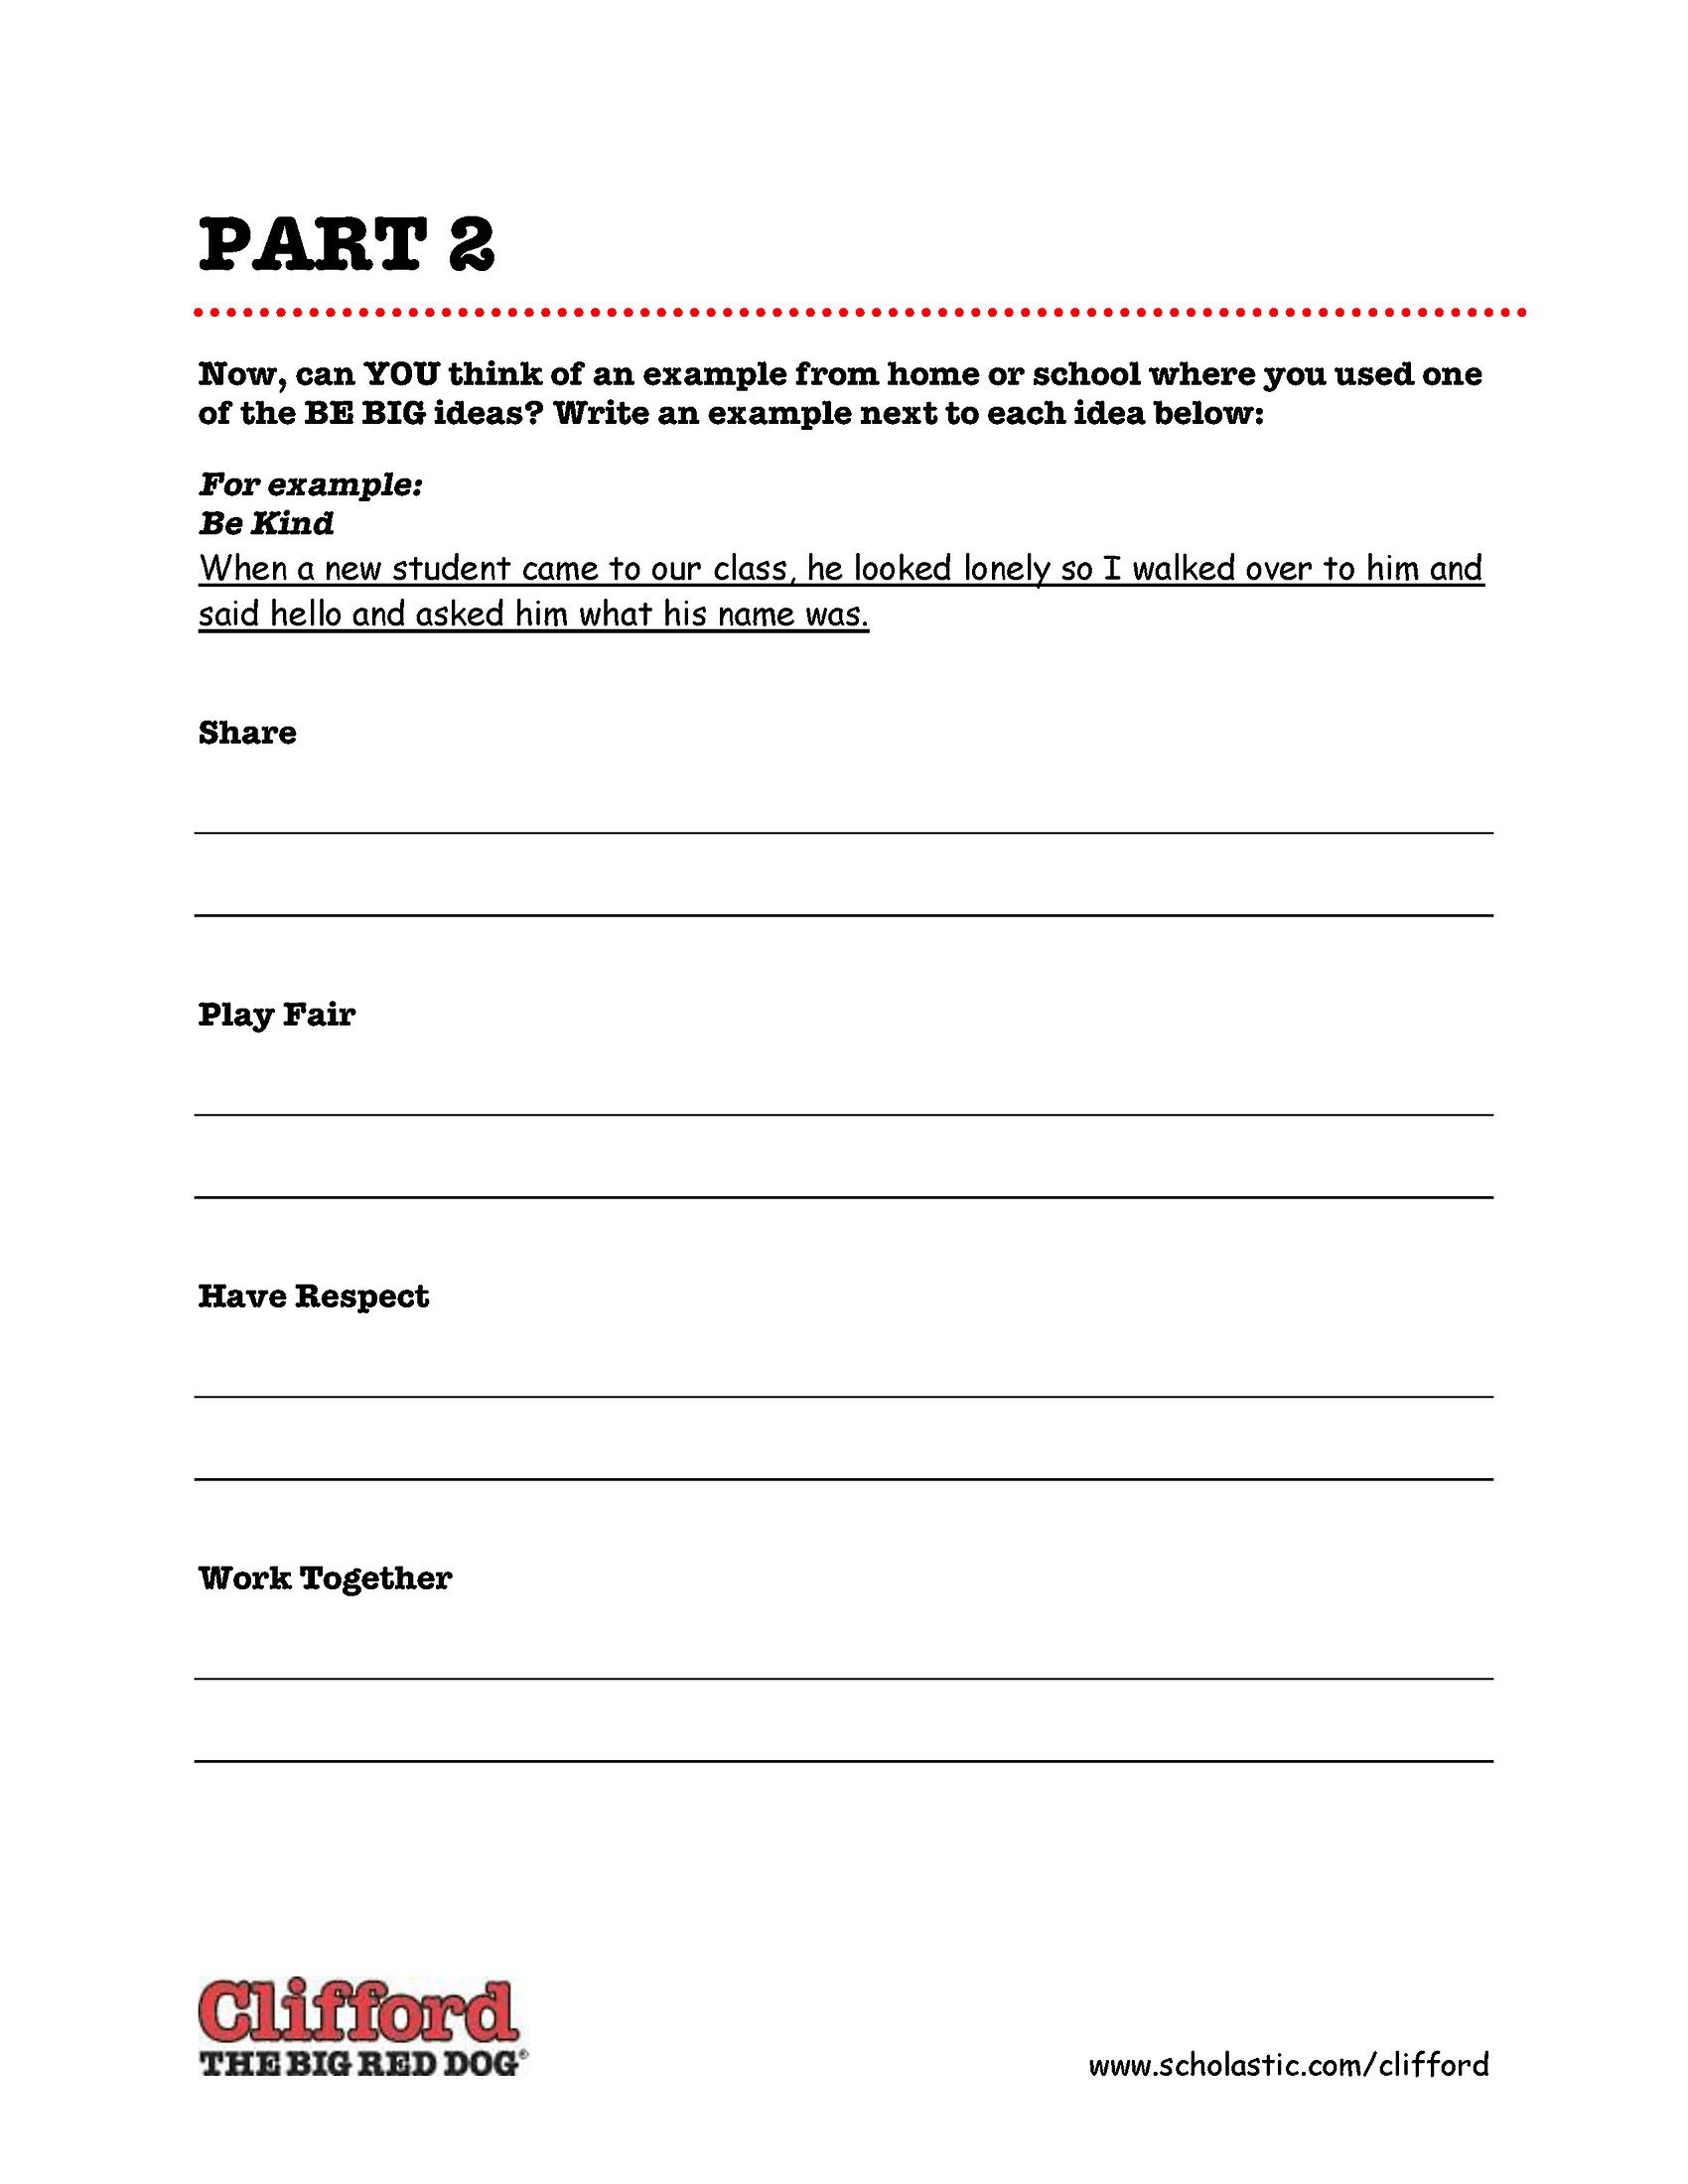 PART 2
Now, can YOU think of an example from home or school where you used one
of the BE BIG ideas? Write an example next to each idea below:
For example:
Be Kind
When a new student came to our class, he looked lonely so I walked over to him and
said hello and asked him what his name was.
Share
Play Fair
Have Respect
Work Together
Clifford
THE BIG RED DOG®
www.scholastic.com/clifford